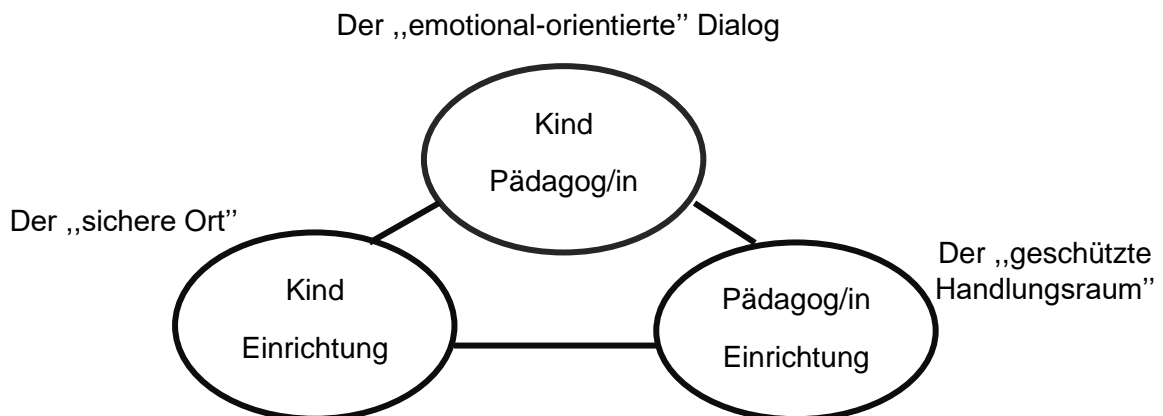 Der ,,emotional-orientierte'' Dialog
Kind
Pädagog/in
Der ,,sichere Ort''
Kind
Einrichtung
Pädagog/in
Einrichtung
Der ,,geschützte
Handlungsraum''